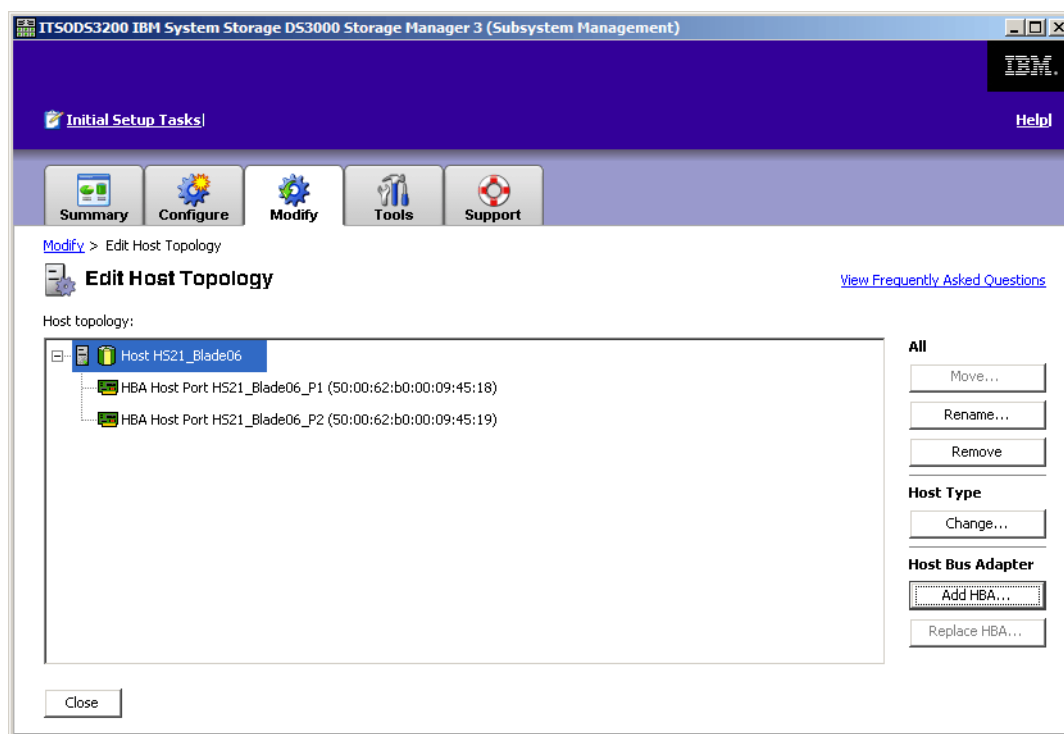 ITSODS3200 IBM System Storage DS3000 Storage Manager 3 (Subsystem Management)
IBM.
Initial Setup Tasks
Help
Summary
Configure
Modify
Tools
Support
Modify > Edit Host Topology
Edit Host Topology
View Frequently Asked Questions
Host topology:
Host HS21_Blade06
HBA Host Port HS21_Blade06_P1 (50:00:62:b0:00:09:45:18)
HBA Host Port HS21_Blade06_P2 (50:00:62:b0:00:09:45:19)
All
Move...
Rename...
Remove
Host Type
Change...
Host Bus Adapter
Add HBA...
Replace HBA...
Close